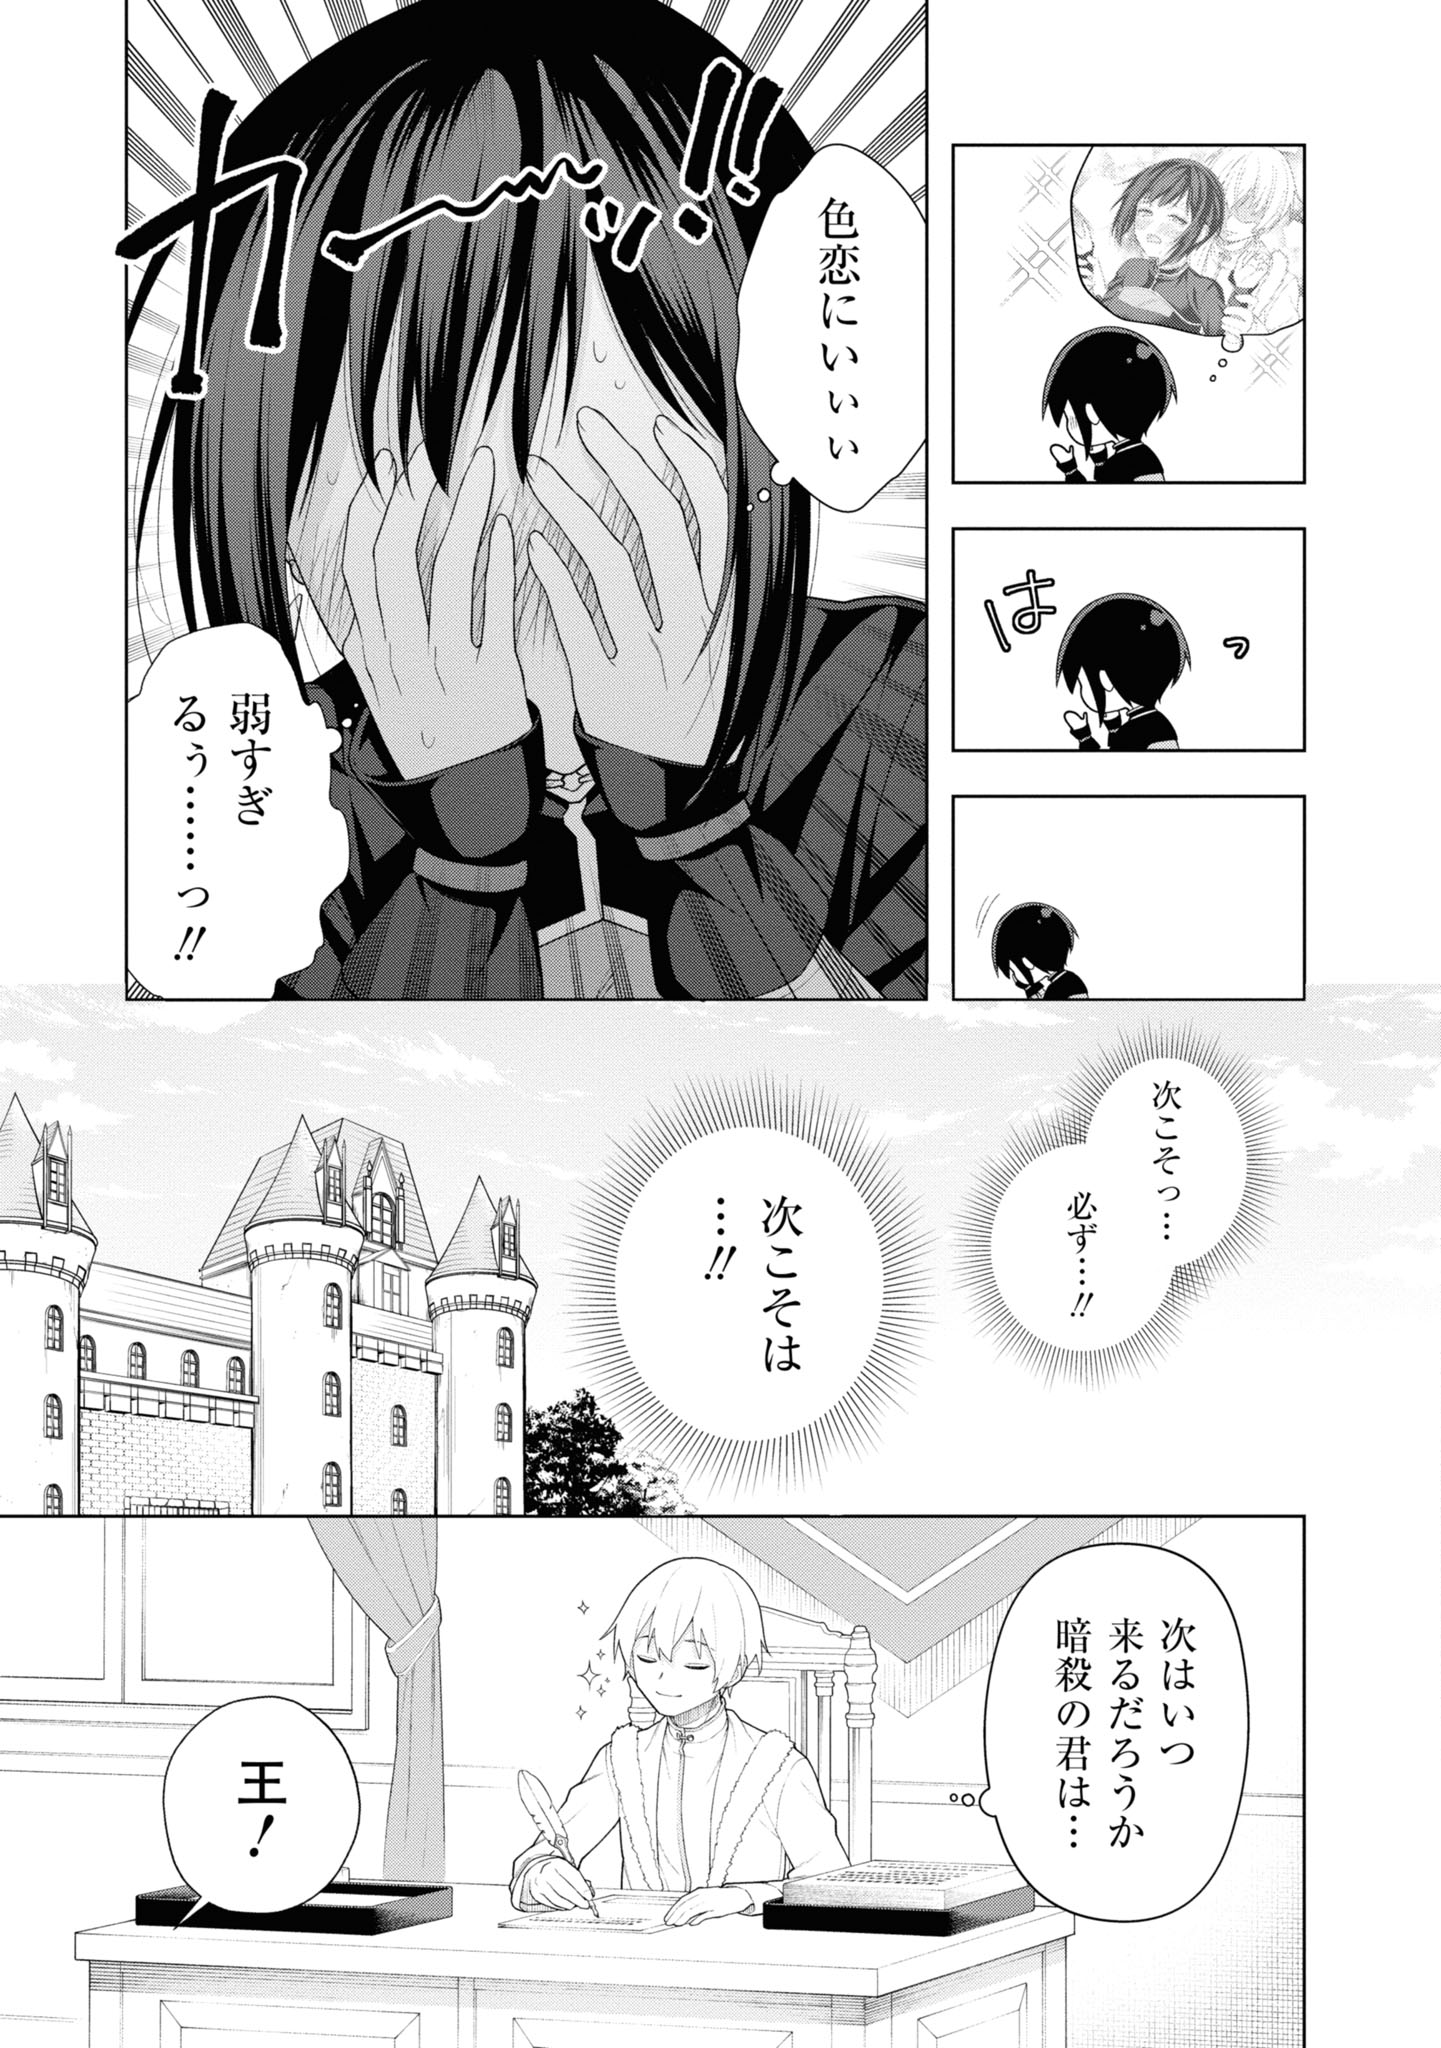 はっ
カーーッ!!
色恋にいぃぃ
弱すぎ
るぅ………っ!!
次こそっ…
必ず…‥!!
次こそは
…!!
次はいつ
来るだろうか
暗殺の君は…
王!